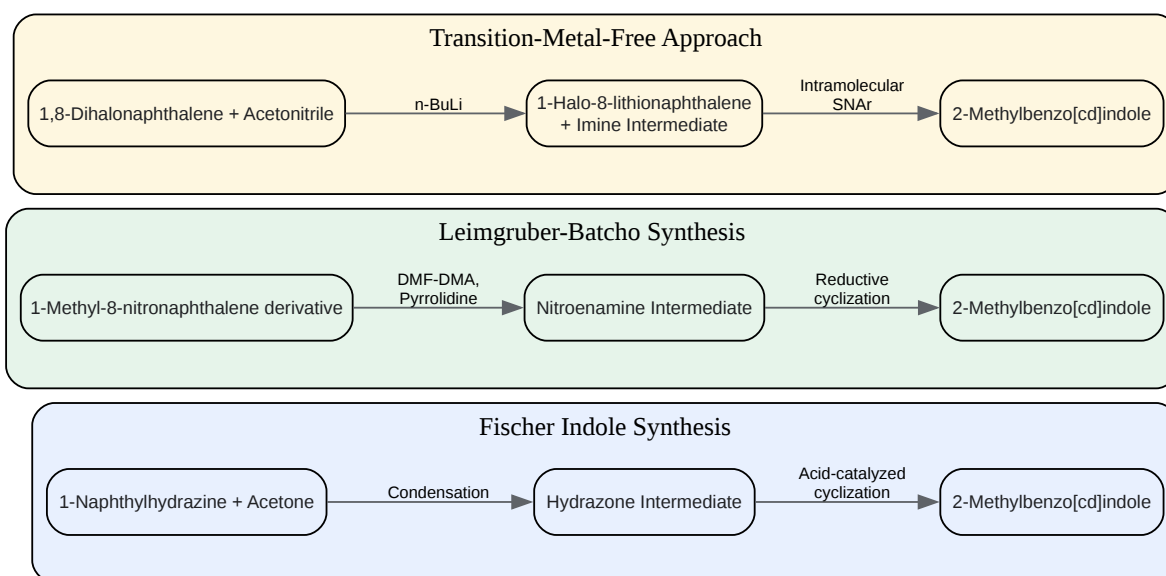 Transition-Metal-Free Approach
1,8-Dihalonaphthalene + Acetonitrile
n-BuLi
1-Halo-8-lithionaphthalene
+ Imine Intermediate
Intramolecular
SNAr
2-Methylbenzo[cd]indole
Leimgruber-Batcho Synthesis
1-Methyl-8-nitronaphthalene derivative
DMF-DMA,
Pyrrolidine
Nitroenamine Intermediate
Reductive
cyclization
2-Methylbenzo[cd]indole
Fischer Indole Synthesis
1-Naphthylhydrazine + Acetone
Condensation
Hydrazone Intermediate
Acid-catalyzed
cyclization
2-Methylbenzo[cd]indole